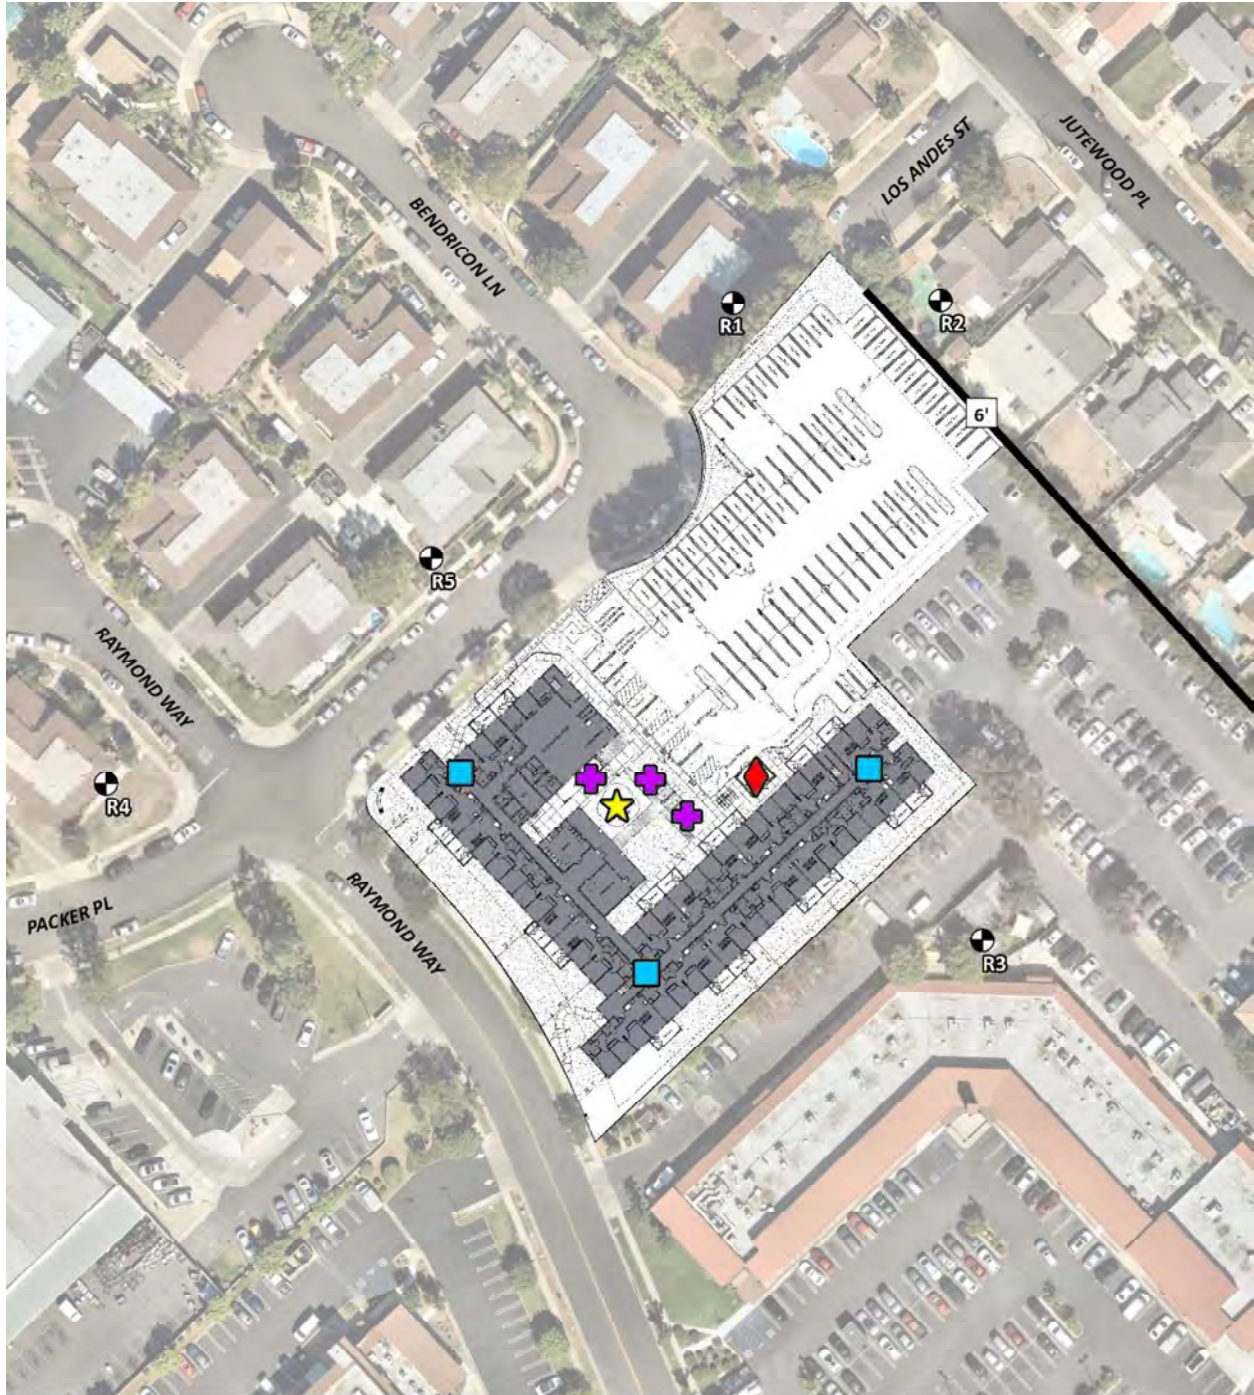 JUTEWOOD PL
LOS ANDES ST
BENDRICON LN
R1
R2
6'
R5
RAYMOND WAY
R4
RAYMOND WAY
PACKER PL
R3